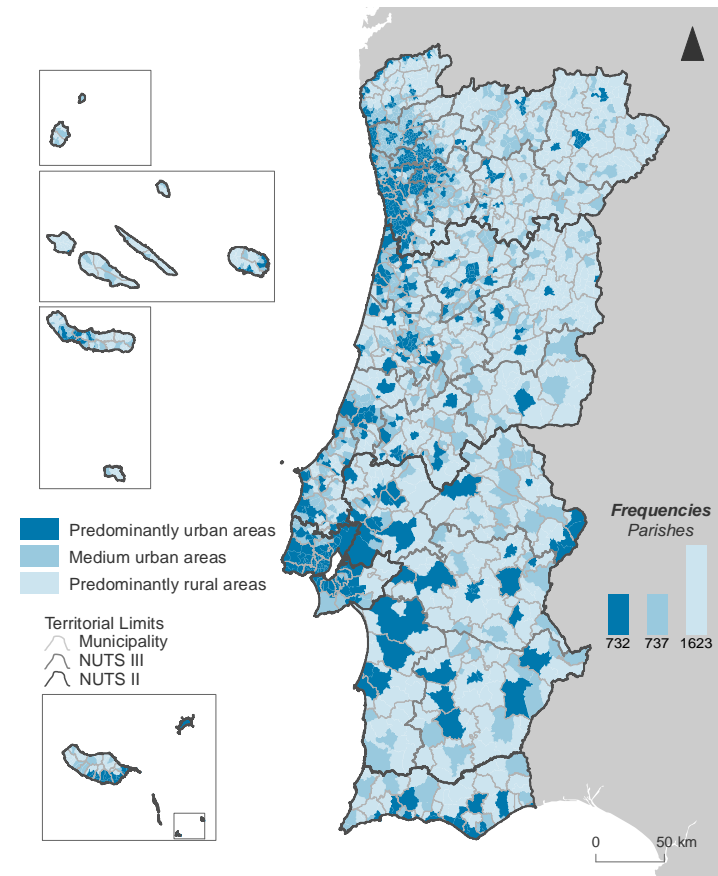 Predominantly urban areas
Medium urban areas
Predominantly rural areas
Territorial Limits
Municipality
NUTS III
NUTS II
Frequencies
Parishes
732 737 1623
0 50 km